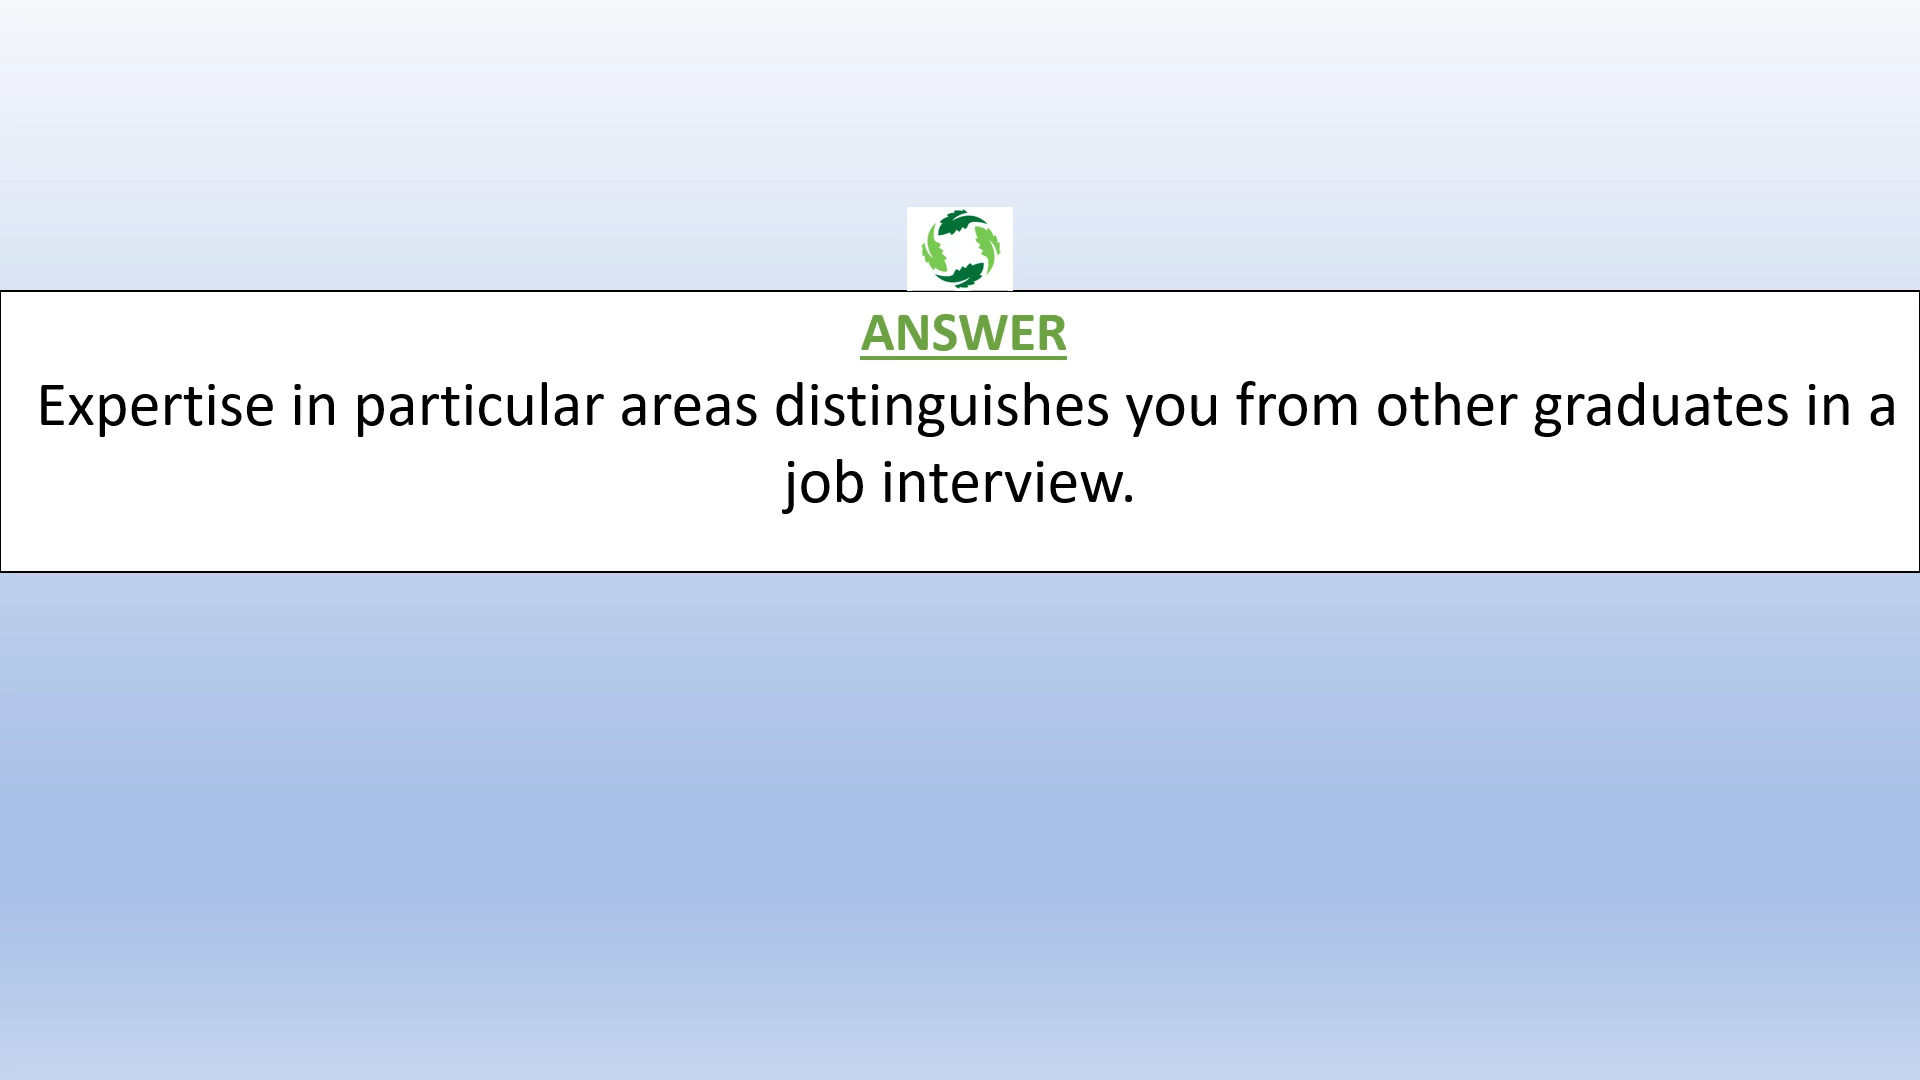 ANSWER
Expertise in particular areas distinguishes you from other graduates in a
job interview.